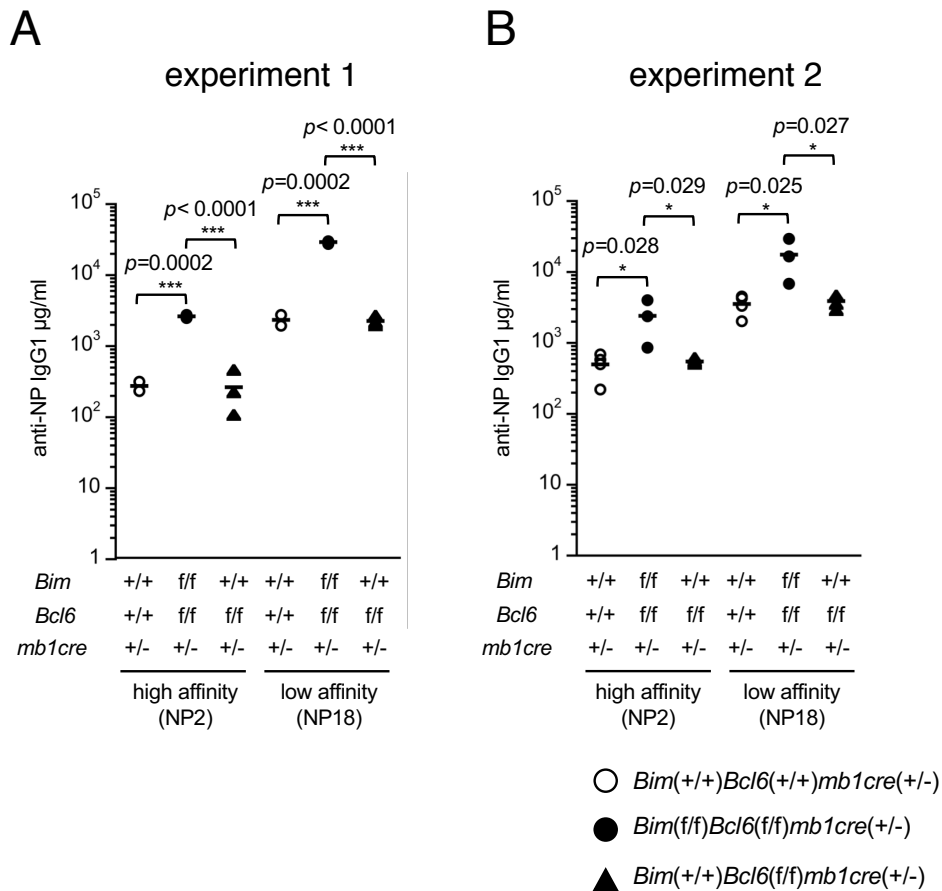 A
experiment 1
p< 0.0001
***
p=0.0002
***
p< 0.0001
***
p=0.0002
***
10^5
10^4
10^3
10^2
10
1
anti-NP IgG1 μg/ml
Bim +/+ f/f +/+ +/+ f/f +/+
Bcl6 +/+ f/f f/f +/+ f/f f/f
mb1cre +/- +/- +/- +/- +/- +/-
high affinity low affinity
(NP2) (NP18)
B
experiment 2
p=0.027
*
p=0.029
*
p=0.025
*
p=0.028
*
10^5
10^4
10^3
10^2
10
1
anti-NP IgG1 μg/ml
Bim +/+ f/f +/+ +/+ f/f +/+
Bcl6 +/+ f/f f/f +/+ f/f f/f
mb1cre +/- +/- +/- +/- +/- +/-
high affinity low affinity
(NP2) (NP18)
Bim(+/+)Bcl6(+/+)mb1cre(+/-)
Bim(f/f)Bcl6(f/f)mb1cre(+/-)
Bim(+/+)Bcl6(f/f)mb1cre(+/-)